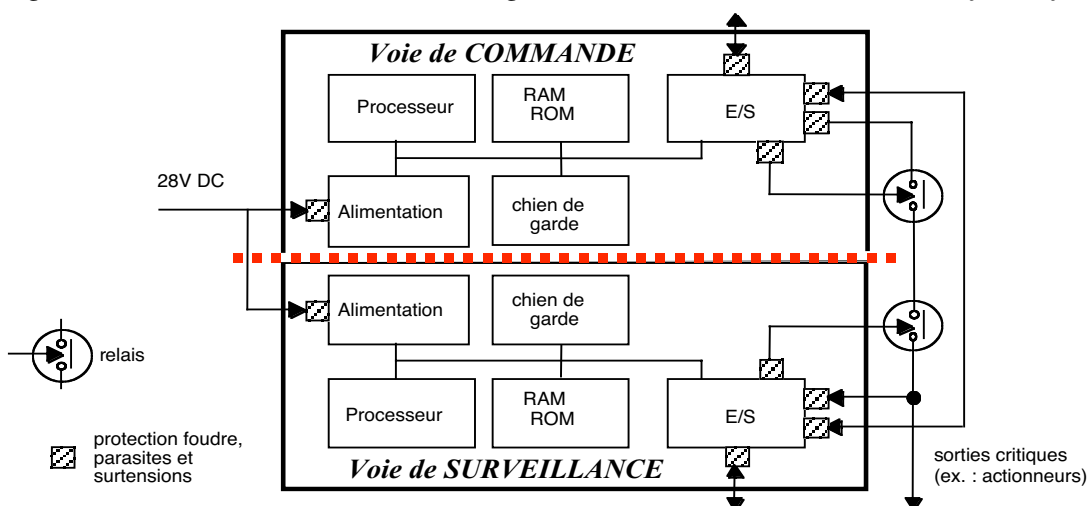 Voie de COMMANDE
Processeur
RAM
ROM
E/S
28V DC
Alimentation
chien de
garde
Alimentation
chien de
garde
relais
Processeur
RAM
ROM
E/S
protection foudre,
parasites et
surtensions
Voie de SURVEILLANCE
sorties critiques
(ex. : actionneurs)